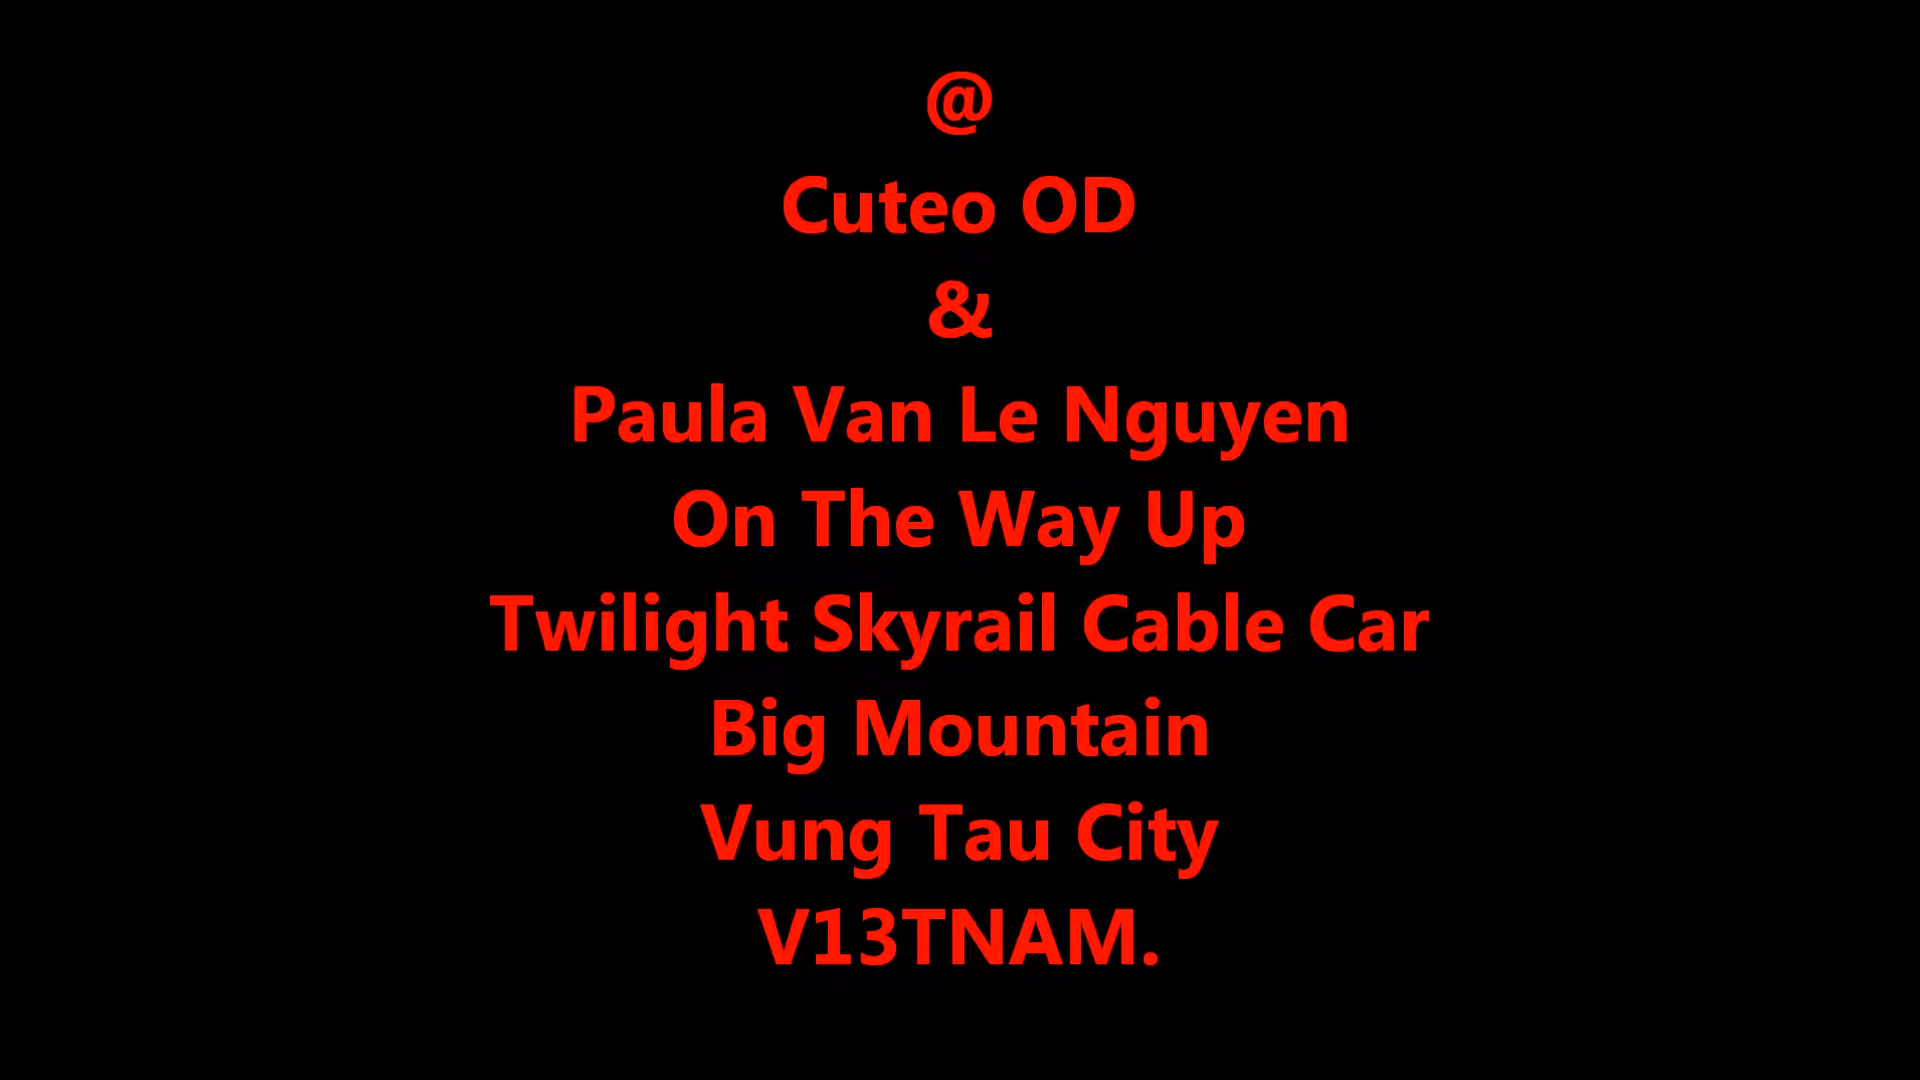 @
Cuteo OD
&
Paula Van Le Nguyen
On The Way Up
Twilight Skyrail Cable Car
Big Mountain
Vung Tau City
V13TNAM.